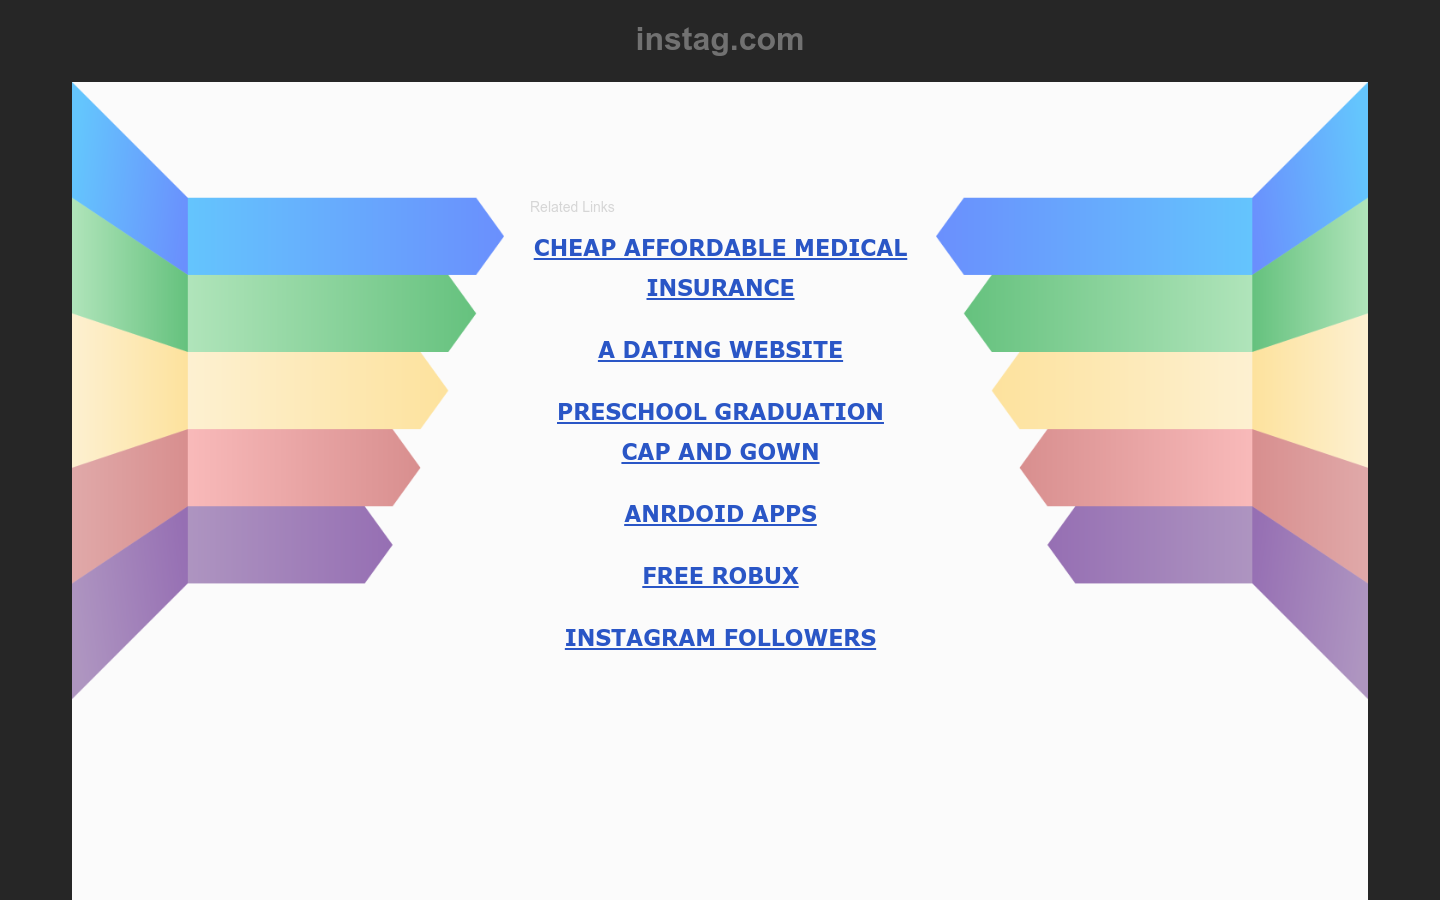 instag.com
Related Links
CHEAP AFFORDABLE MEDICAL
INSURANCE
A DATING WEBSITE
PRESCHOOL GRADUATION
CAP AND GOWN
ANRDOID APPS
FREE ROBUX
INSTAGRAM FOLLOWERS